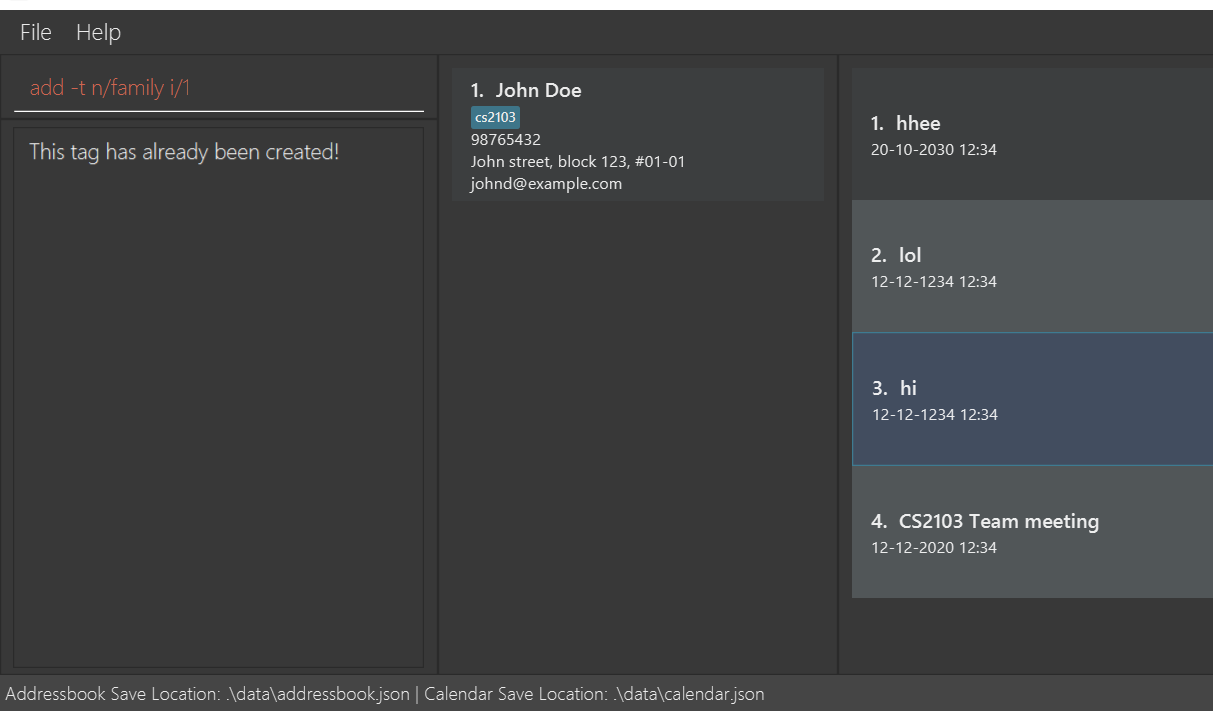 File Help
add -t n/family i/1
This tag has already been created!
1. John Doe
cs2103
98765432
John street, block 123, #01-01
johnd@example.com
1. hhee
20-10-2030 12:34
2. lol
12-12-1234 12:34
3. hi
12-12-1234 12:34
4. CS2103 Team meeting
12-12-2020 12:34
Addressbook Save Location: .\data\addressbook.json | Calendar Save Location: .\data\calendar.json